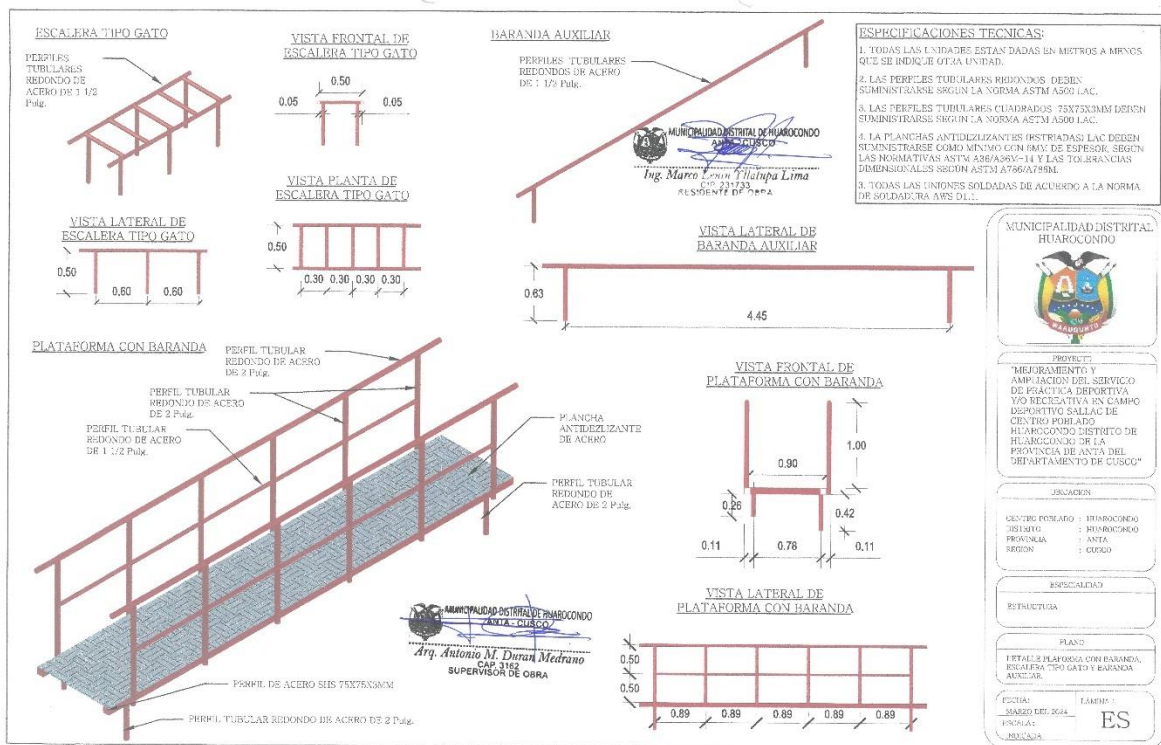 ESCALERA TIPO GATO
PERFILES
TUBULARES
REDONDO DE
ACERO DE 1 1/2
Pulg.
VISTA FRONTAL DE
ESCALERA TIPO GATO
0.50
0.05
0.05
VISTA PLANTA DE
ESCALERA TIPO GATO
0.50
0.30
0.30
0.30
0.30
VISTA LATERAL DE
ESCALERA TIPO GATO
0.50
0.60
0.60
BARANDA AUXILIAR
PERFILES TUBULARES
REDONDOS DE ACERO
DE 1 1/2 Pulg.
MUNICIPALIDAD DISTRITAL DE HUAROCONDO
ANTA - CUSCO
Ing. Marco Lenin Tilalupa Lima
CIP. 231733
RESIDENTE DE OBRA
VISTA LATERAL DE
BARANDA AUXILIAR
0.63
4.45
ESPECIFICACIONES TECNICAS:
1. TODAS LAS UNIDADES ESTAN DADAS EN METROS A MENOS
QUE SE INDIQUE OTRA UNIDAD.
2. LAS PERFILES TUBULARES REDONDOS DEBEN
SUMINISTRARSE SEGUN LA NORMA ASTM A500 LAC.
3. LAS PERFILES TUBULARES CUADRADOS 75X75X3MM DEBEN
SUMINISTRARSE SEGUN LA NORMA ASTM A500 LAC.
4. LA PLANCHAS ANTIDEZLIZANTES (ESTRIADAS) LAC DEBEN
SUMINISTRARSE COMO MINIMO CON 6MM DE ESPESOR, SEGUN
LAS NORMATIVAS ASTM A36/A36M-14 Y LAS TOLERANCIAS
DIMENSIONALES SEGUN ASTM A786/A786M.
3. TODAS LAS UNIONES SOLDADAS DE ACUERDO A LA NORMA
DE SOLDADURA AWS D1.1.
PLATAFORMA CON BARANDA
PERFIL TUBULAR
REDONDO DE ACERO
DE 2 Pulg.
PERFIL TUBULAR
REDONDO DE ACERO
DE 2 Pulg.
PERFIL TUBULAR
REDONDO DE ACERO
DE 1 1/2 Pulg.
PLANCHA
ANTIDEZLIZANTE
DE ACERO
PERFIL TUBULAR
REDONDO DE
ACERO DE 2 Pulg.
PERFIL DE ACERO SHS 75X75X3MM
PERFIL TUBULAR REDONDO DE ACERO DE 2 Pulg.
MUNICIPALIDAD DISTRITAL DE HUAROCONDO
ANTA - CUSCO
Arq. Antonio M. Duran Medrano
CAP. 3162
SUPERVISOR DE OBRA
VISTA FRONTAL DE
PLATAFORMA CON BARANDA
1.00
0.90
0.26
0.42
0.11
0.78
0.11
VISTA LATERAL DE
PLATAFORMA CON BARANDA
0.50
0.50
0.89
0.89
0.89
0.89
0.89
MUNICIPALIDAD DISTRITAL
HUAROCONDO
PROYECTO
"MEJORAMIENTO Y
AMPLIACION DEL SERVICIO
DE PRÁCTICA DEPORTIVA
Y/O RECREATIVA EN CAMPO
DEPORTIVO SALLAC DE
CENTRO POBLADO
HUAROCONDO DISTRITO DE
HUAROCONDO DE LA
PROVINCIA DE ANTA DEL
DEPARTAMENTO DE CUSCO"
UBICACION
CENTRO POBLADO : HUAROCONDO
DISTRITO : HUAROCONDO
PROVINCIA : ANTA
REGION : CUSCO
ESPECIALIDAD
ESTRUCTURA
PLANO
DETALLE PLAFORMA CON BARANDA,
ESCALERA TIPO GATO Y BARANDA
AUXILIAR.
FECHA:
MARZO DEL 2024
ESCALA:
INDICADA
LAMINA :
ES